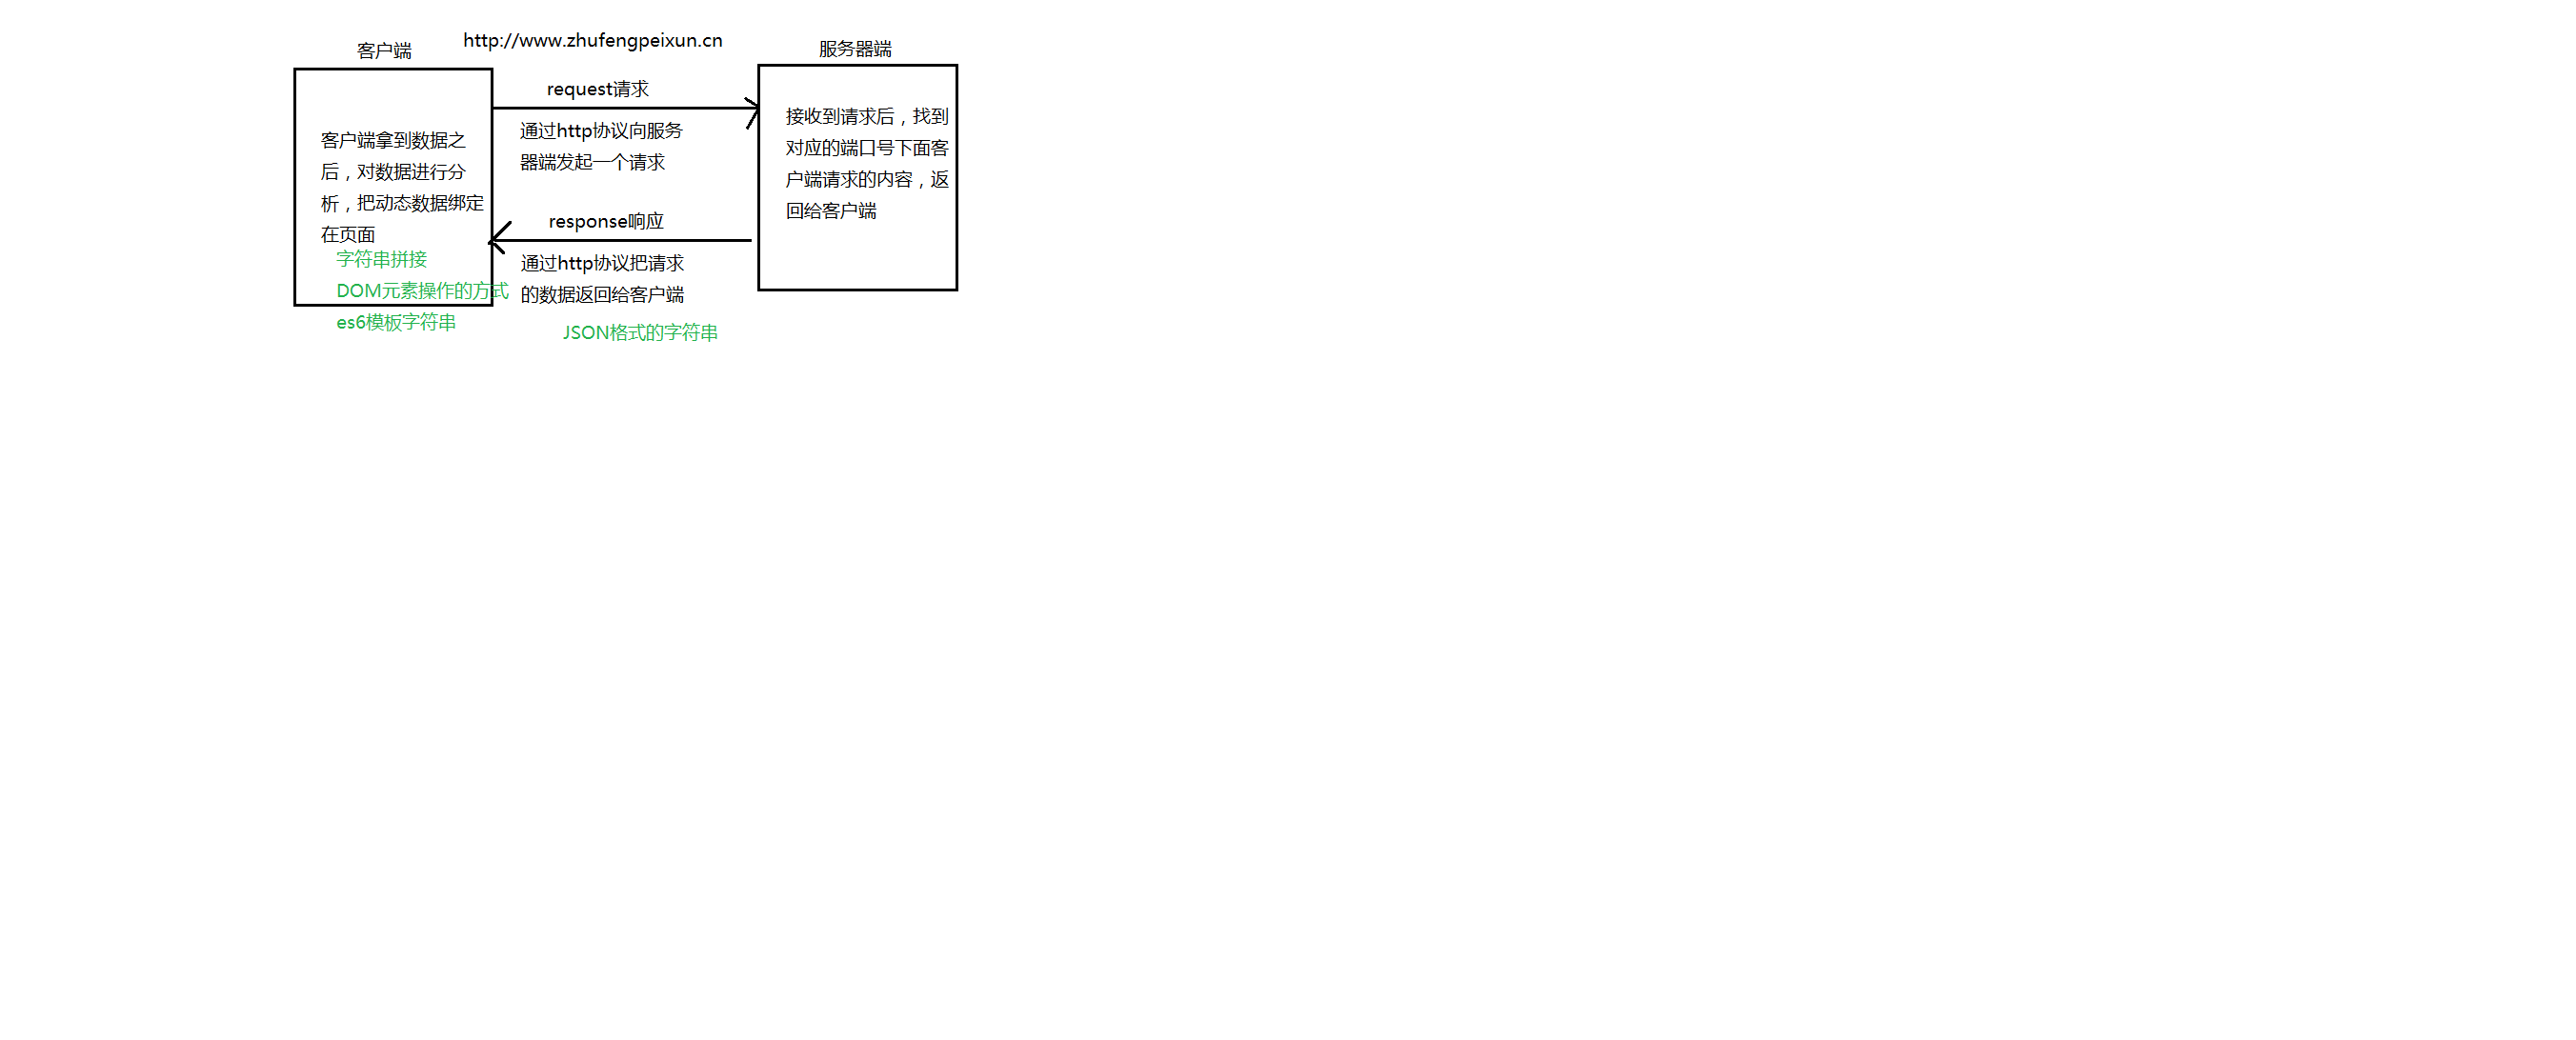 http://www.zhufengpeixun.cn
客户端
服务器端
request请求
通过http协议向服务
器端发起一个请求
客户端拿到数据之
后，对数据进行分
析，把动态数据绑定
在页面
字符串拼接
DOM元素操作的方式
es6模板字符串
response响应
通过http协议把请求
的数据返回给客户端
JSON格式的字符串
接收到请求后，找到
对应的端口号下面客
户端请求的内容，返
回给客户端